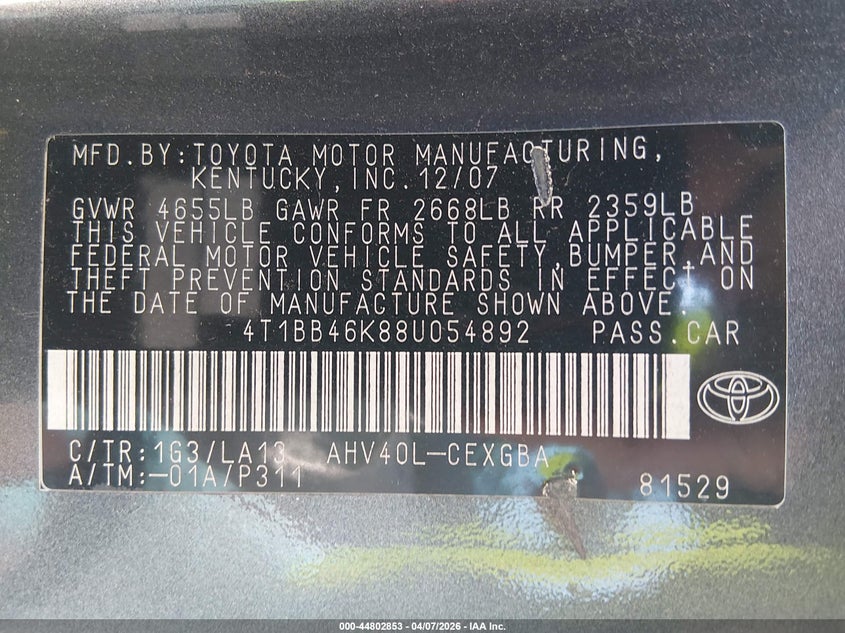 MFD.BY:TOYOTA MOTOR MANUFACTURING,
KENTUCKY,INC.12/07
GVWR 4655LB GAWR FR 2668LB RR 2359LB
THIS VEHICLE CONFORMS TO ALL APPLICABLE
FEDERAL MOTOR VEHICLE SAFETY,BUMPER,AND
THEFT PREVENTION STANDARDS IN EFFECT ON
THE DATE OF MANUFACTURE SHOWN ABOVE.
4T1BB46K88U054892 PASS.CAR
C/TR:1G3/LA13 AHV40L-CEXGBA
A/TM:-01A/P311 81529
000-44802853 - 04/07/2026 - IAA Inc.